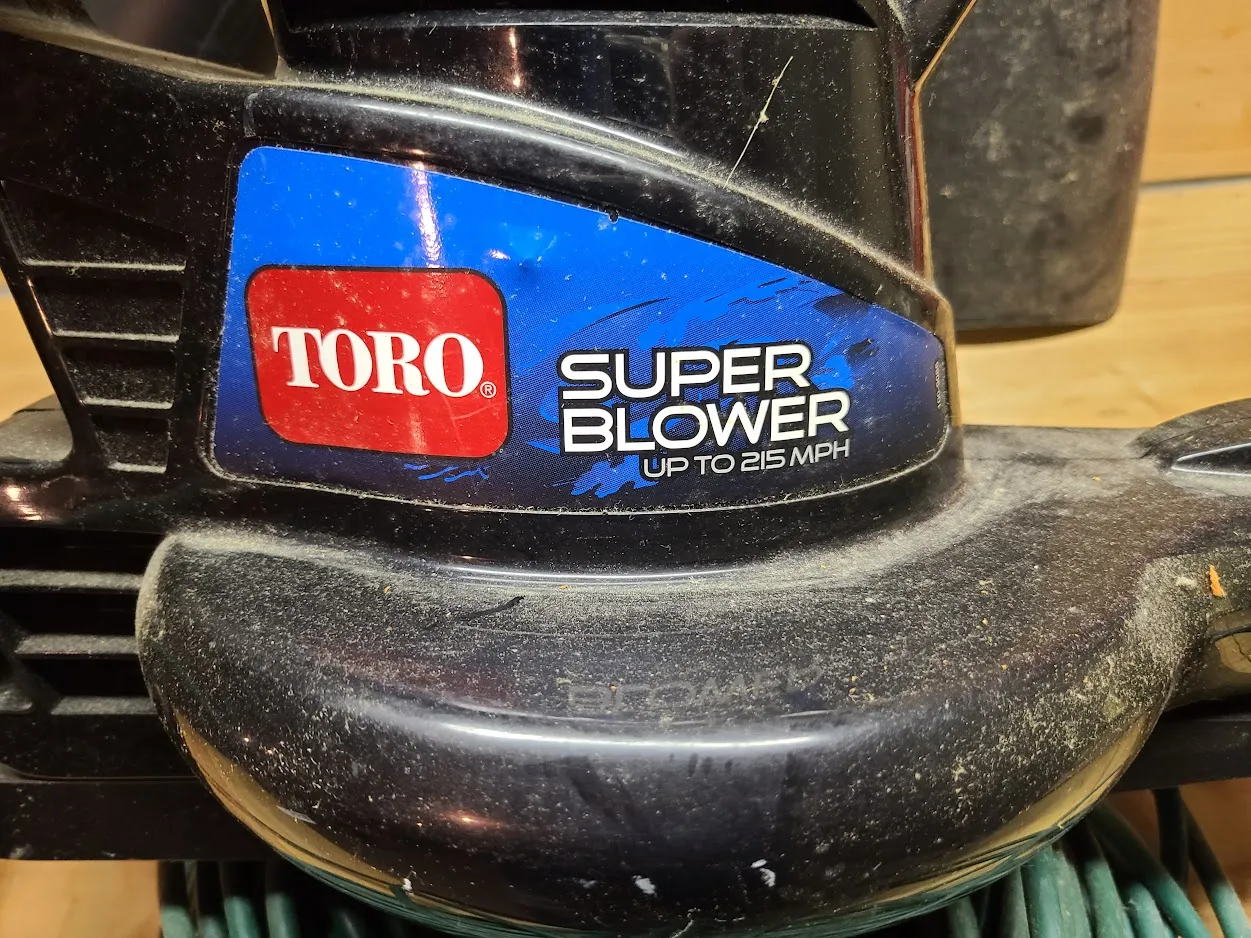 TORO®
SUPER
BLOWER
UP TO 215 MPH